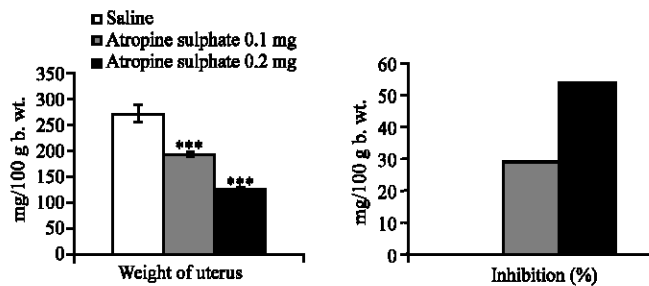 Saline
Atropine sulphate 0.1 mg
Atropine sulphate 0.2 mg
mg/100 g b. wt.
350
300
250
200
150
100
50
0
***
***
Weight of uterus
mg/100 g b. wt.
60
50
40
30
20
10
0
Inhibition (%)